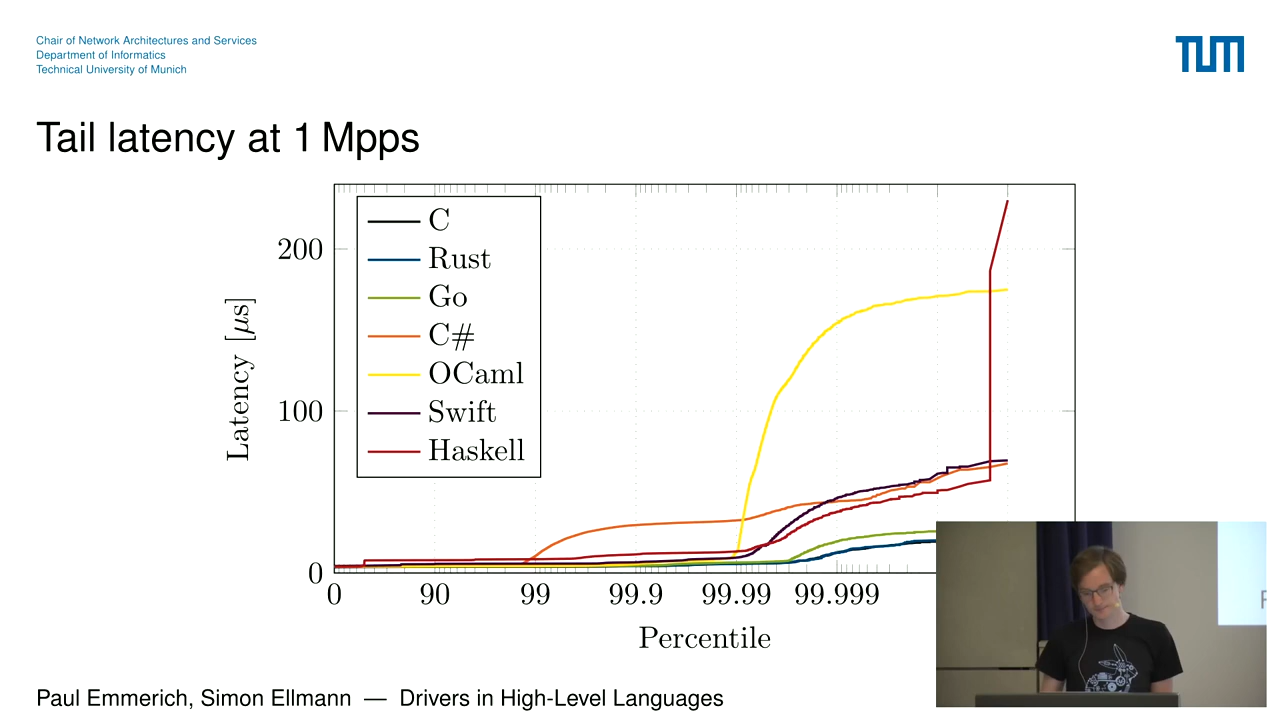 Chair of Network Architectures and Services
Department of Informatics
Technical University of Munich
TUM
Tail latency at 1 Mpps
C
Rust
Go
C#
OCaml
Swift
Haskell
Latency [μs]
200
100
0
0 90 99 99.9 99.99 99.999
Percentile
Paul Emmerich, Simon Ellmann — Drivers in High-Level Languages